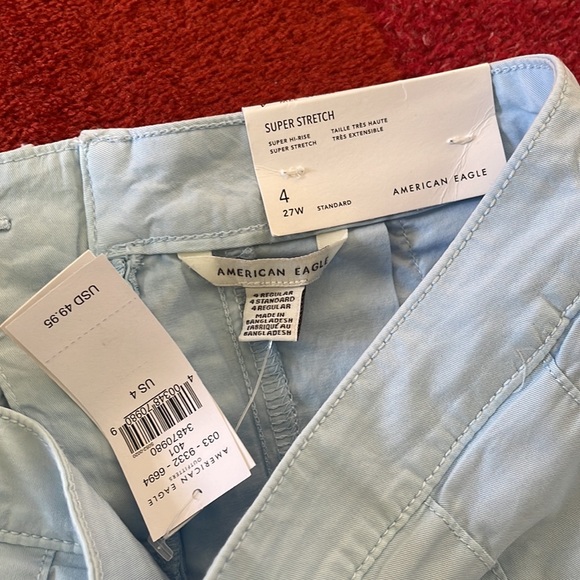 SUPER STRETCH
SUPER HI-RISE
SUPER STRETCH
TAILLE TRÈS HAUTE
TRÈS EXTENSIBLE
4
27W STANDARD
AMERICAN EAGLE
AMERICAN EAGLE
4 REGULAR
4 STANDARD
4 REGULAR
MADE IN
BANGLADESH
FABRIQUÉ AU
BANGLADESH
USD 49.95
US 4
400348709809
033 - 9332 - 6694
401
34870980
AMERICAN EAGLE
OUTFITTERS